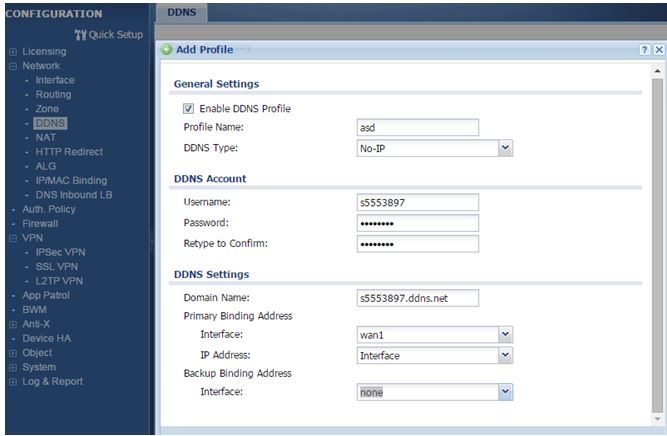 CONFIGURATION
Quick Setup
Licensing
Network
Interface
Routing
Zone
DDNS
NAT
HTTP Redirect
ALG
IP/MAC Binding
DNS Inbound LB
Auth. Policy
Firewall
VPN
IPSec VPN
SSL VPN
L2TP VPN
App Patrol
BWM
Anti-X
Device HA
Object
System
Log & Report
DDNS
Add Profile
General Settings
Enable DDNS Profile
Profile Name: asd
DDNS Type: No-IP
DDNS Account
Username: s5553897
Password: ••••••••
Retype to Confirm: ••••••••
DDNS Settings
Domain Name: s5553897.ddns.net
Primary Binding Address
Interface: wan1
IP Address: Interface
Backup Binding Address
Interface: none